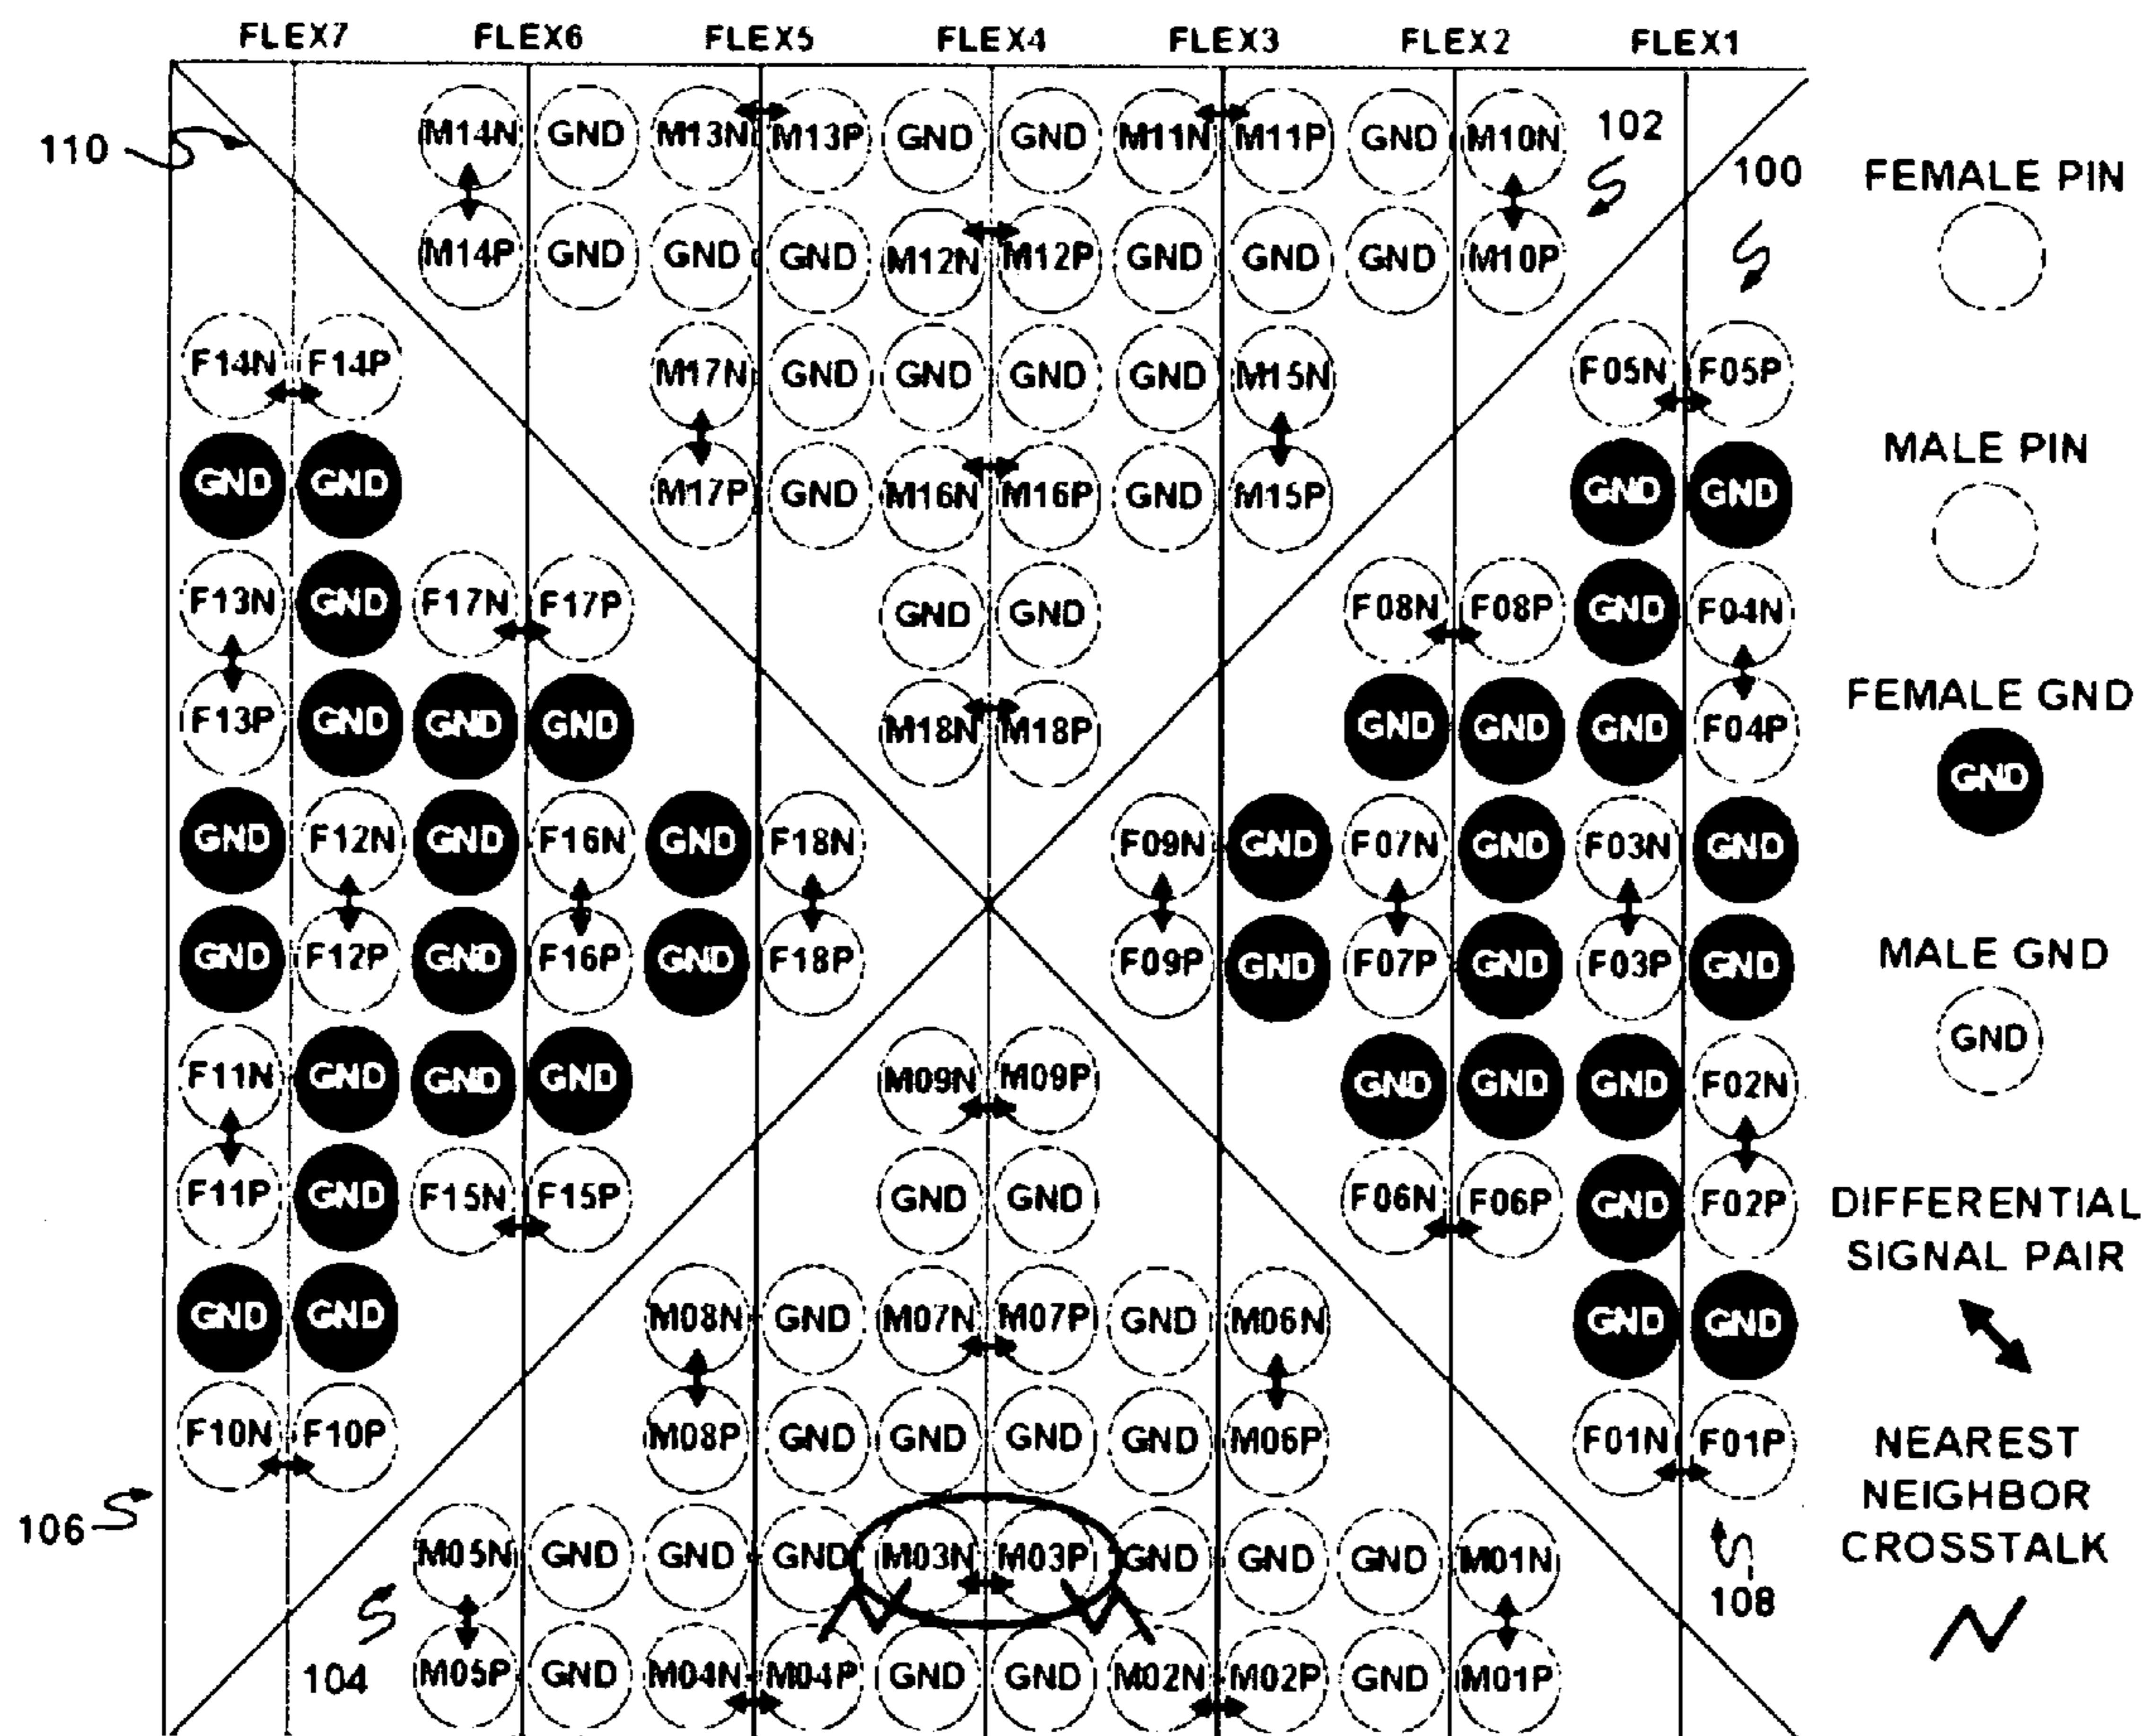 FLEX7 FLEX6 FLEX5 FLEX4 FLEX3 FLEX2 FLEX1
110 M14N GND M13N M13P GND GND M11N M11P GND M10N 102
100 FEMALE PIN
M14P GND GND GND M12N M12P GND GND GND M10P
F14N F14P M17N GND GND GND GND M15N F05N F05P
MALE PIN
GND GND M17P GND M16N M16P GND M15P GND GND
F13N GND F17N F17P GND GND F08N F08P GND F04N
FEMALE GND
F13P GND GND GND M18N M18P GND GND GND F04P
GND
GND F12N GND F16N GND F18N F09N GND F07N GND F03N GND
GND F12P GND F16P GND F18P F09P GND F07P GND F03P GND
MALE GND
GND
F11N GND GND GND M09N M09P GND GND GND F02N
F11P GND F15N F15P GND GND F06N F06P GND F02P
DIFFERENTIAL
SIGNAL PAIR
GND GND M08N GND M07N M07P GND M06N GND GND
F10N F10P M08P GND GND GND GND M06P F01N F01P
NEAREST
NEIGHBOR
CROSSTALK
106
M05N GND GND GND M03N M03P GND GND GND M01N
108
104 M05P GND M04N M04P GND GND M02N M02P GND M01P